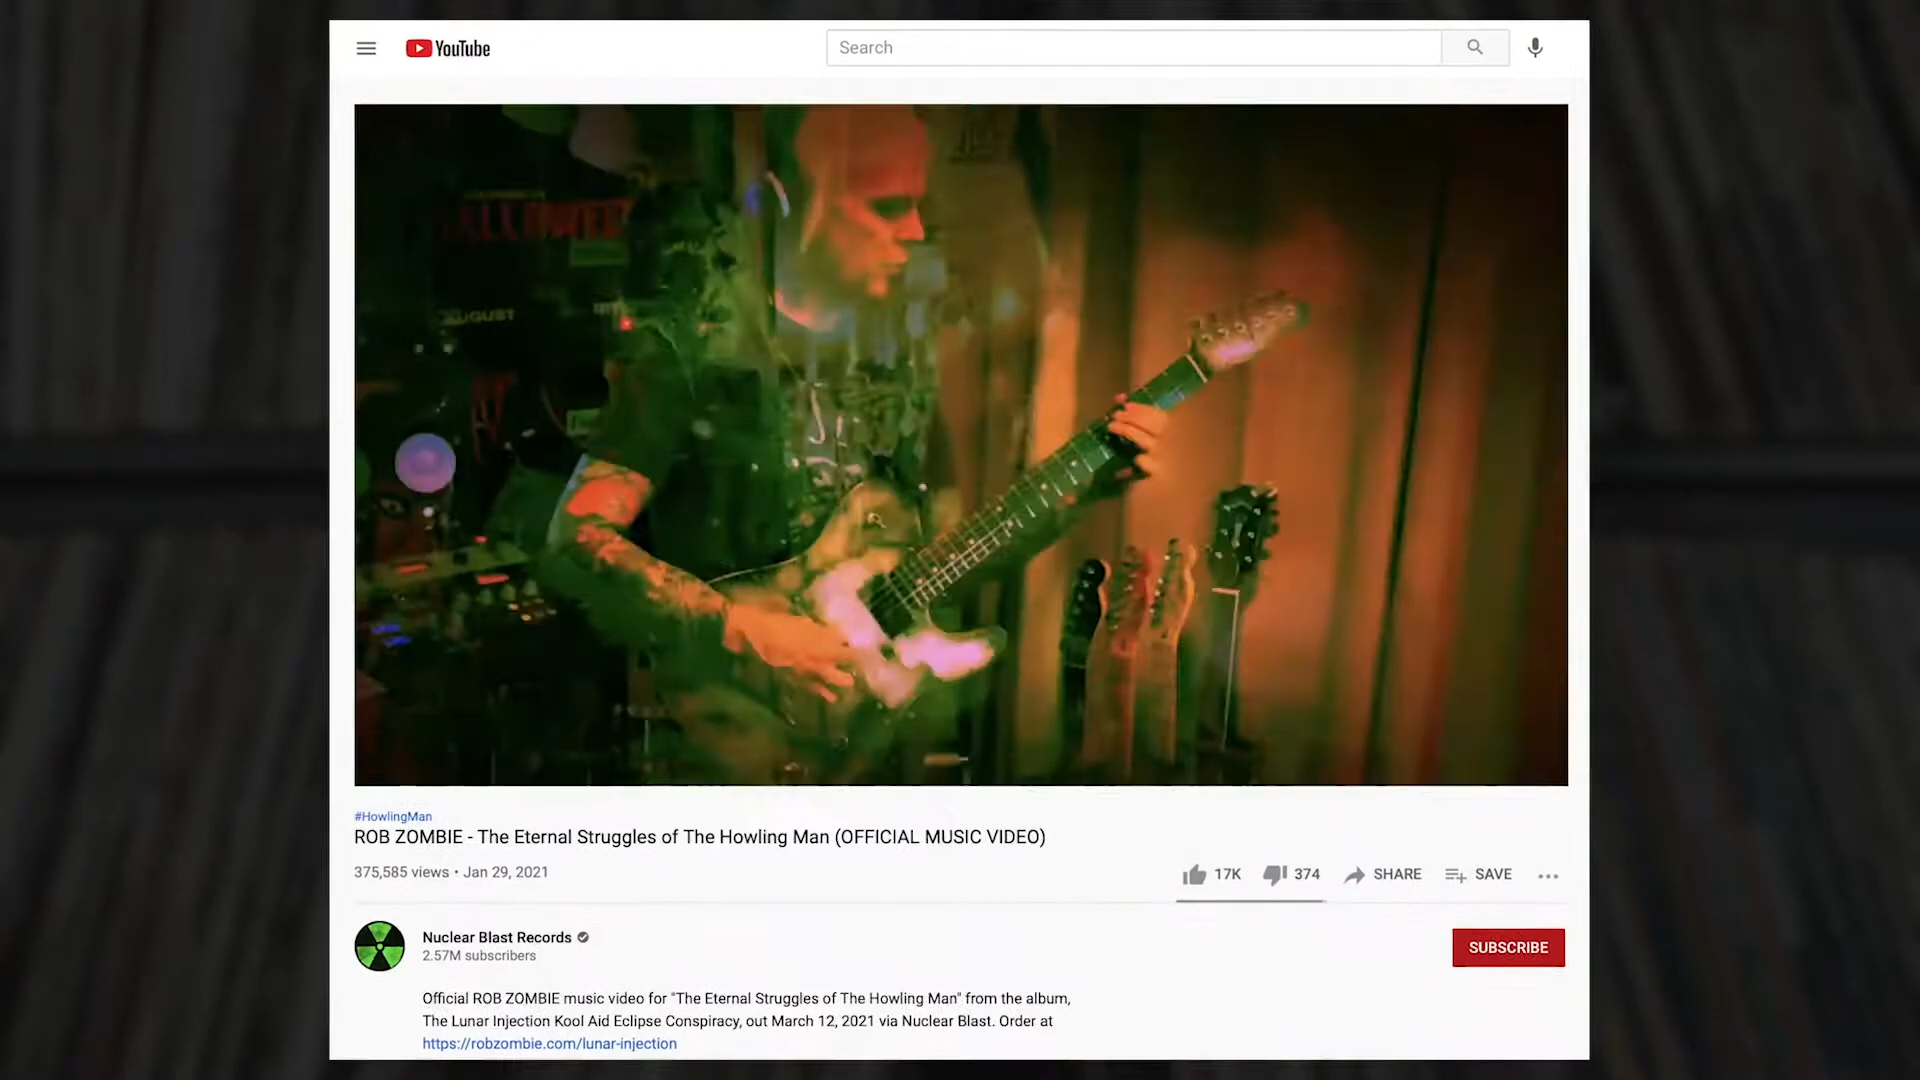 YouTube
Search
HALLOWEEN
AUGUST
#HowlingMan
ROB ZOMBIE - The Eternal Struggles of The Howling Man (OFFICIAL MUSIC VIDEO)
375,585 views • Jan 29, 2021
17K
374
SHARE
SAVE
Nuclear Blast Records
2.57M subscribers
SUBSCRIBE
Official ROB ZOMBIE music video for "The Eternal Struggles of The Howling Man" from the album,
The Lunar Injection Kool Aid Eclipse Conspiracy, out March 12, 2021 via Nuclear Blast. Order at
https://robzombie.com/lunar-injection